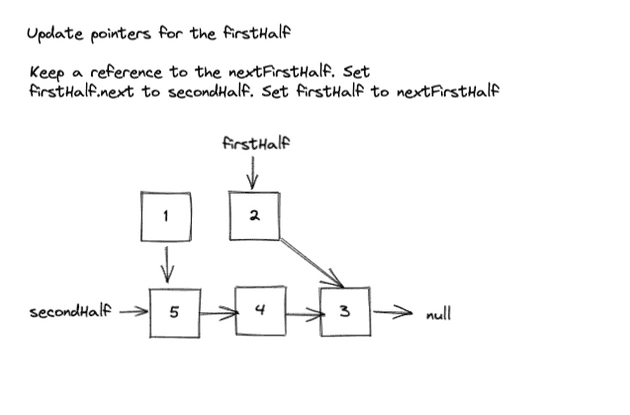 Update pointers for the firstHalf
Keep a reference to the nextFirstHalf. Set
firstHalf.next to secondHalf. Set firstHalf to nextFirstHalf
firstHalf
1
2
secondHalf
5
4
3
null